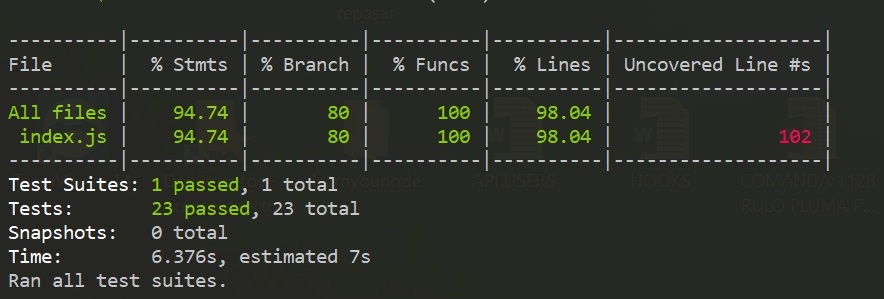 ----------|----------|----------|----------|----------|-------------------|
File      |  % Stmts | % Branch |  % Funcs |  % Lines | Uncovered Line #s |
----------|----------|----------|----------|----------|-------------------|
All files |    94.74 |       80 |      100 |    98.04 |                   |
 index.js |    94.74 |       80 |      100 |    98.04 |               102 |
----------|----------|----------|----------|----------|-------------------|
Test Suites: 1 passed, 1 total
Tests:       23 passed, 23 total
Snapshots:   0 total
Time:        6.376s, estimated 7s
Ran all test suites.